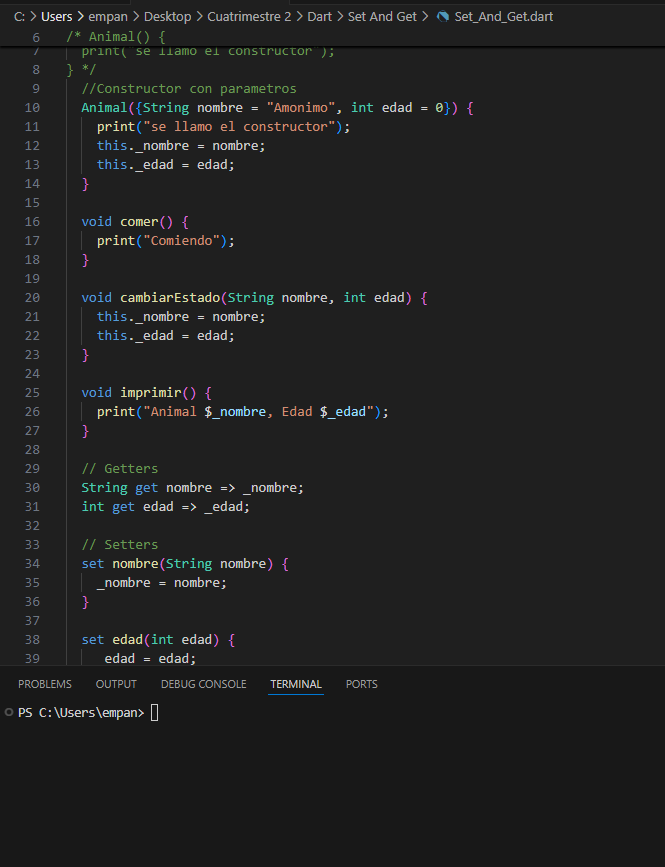 C: > Users > empan > Desktop > Cuatrimestre 2 > Dart > Set And Get > Set_And_Get.dart
6 /* Animal() {
7 print("se llamo el constructor");
8 } */
9 //Constructor con parametros
10 Animal({String nombre = "Amonimo", int edad = 0}) {
11 print("se llamo el constructor");
12 this._nombre = nombre;
13 this._edad = edad;
14 }
15
16 void comer() {
17 print("Comiendo");
18 }
19
20 void cambiarEstado(String nombre, int edad) {
21 this._nombre = nombre;
22 this._edad = edad;
23 }
24
25 void imprimir() {
26 print("Animal $_nombre, Edad $_edad");
27 }
28
29 // Getters
30 String get nombre => _nombre;
31 int get edad => _edad;
32
33 // Setters
34 set nombre(String nombre) {
35 _nombre = nombre;
36 }
37
38 set edad(int edad) {
39 edad = edad;
PROBLEMS OUTPUT DEBUG CONSOLE TERMINAL PORTS
PS C:\Users\empan>